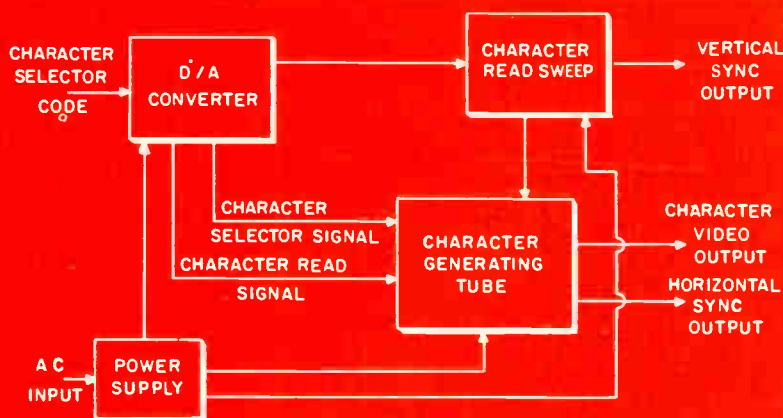 CHARACTER
SELECTOR
CODE
D/A
CONVERTER
CHARACTER
READ SWEEP
VERTICAL
SYNC
OUTPUT
CHARACTER
SELECTOR SIGNAL
CHARACTER READ
SIGNAL
CHARACTER
GENERATING
TUBE
CHARACTER
VIDEO
OUTPUT
HORIZONTAL
SYNC
OUTPUT
AC
INPUT
POWER
SUPPLY